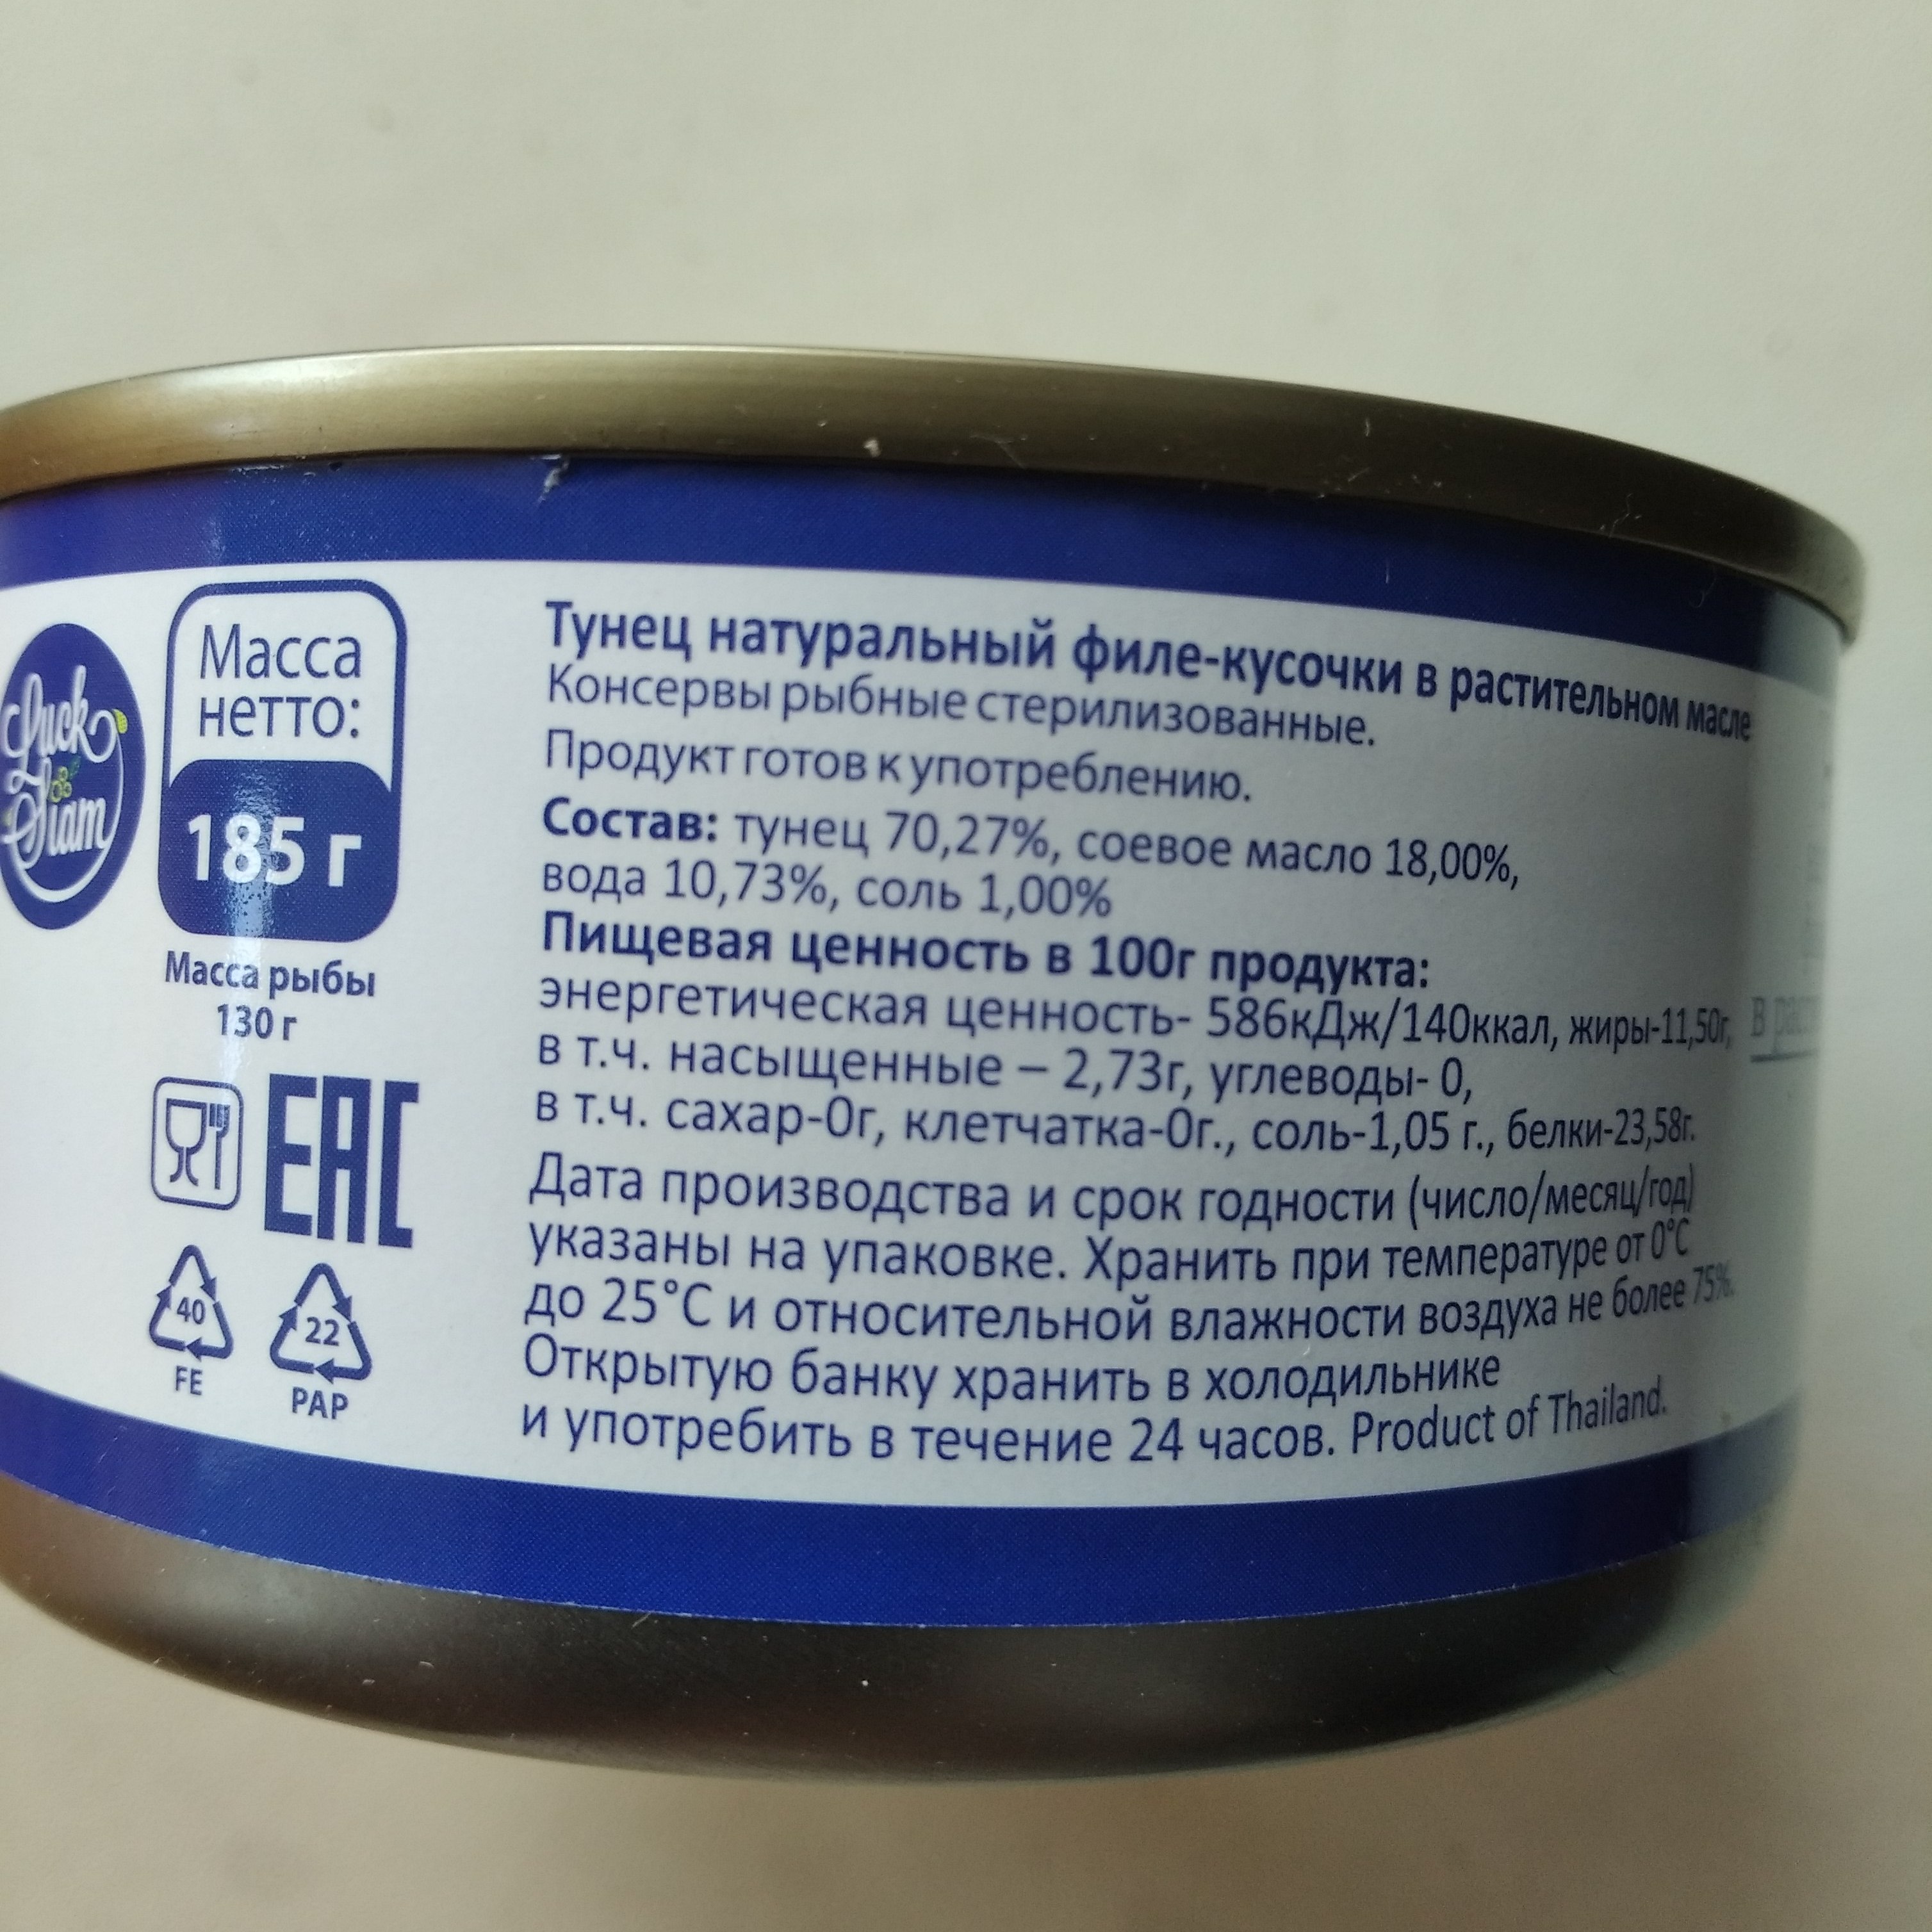 Luck
Siam
Масса
нетто:
185 г
Масса рыбы
130 г
EAC
40
FE
22
PAP
Тунец натуральный филе-кусочки в растительном масле
Консервы рыбные стерилизованные.
Продукт готов к употреблению.
Состав: тунец 70,27%, соевое масло 18,00%,
вода 10,73%, соль 1,00%
Пищевая ценность в 100г продукта:
энергетическая ценность- 586кДж/140ккал, жиры-11,50г,
в т.ч. насыщенные – 2,73г, углеводы- 0,
в т.ч. сахар-0г, клетчатка-0г., соль-1,05 г., белки-23,58г.
Дата производства и срок годности (число/месяц/год)
указаны на упаковке. Хранить при температуре от 0°C
до 25°C и относительной влажности воздуха не более 75%.
Открытую банку хранить в холодильнике
и употребить в течение 24 часов. Product of Thailand.
в